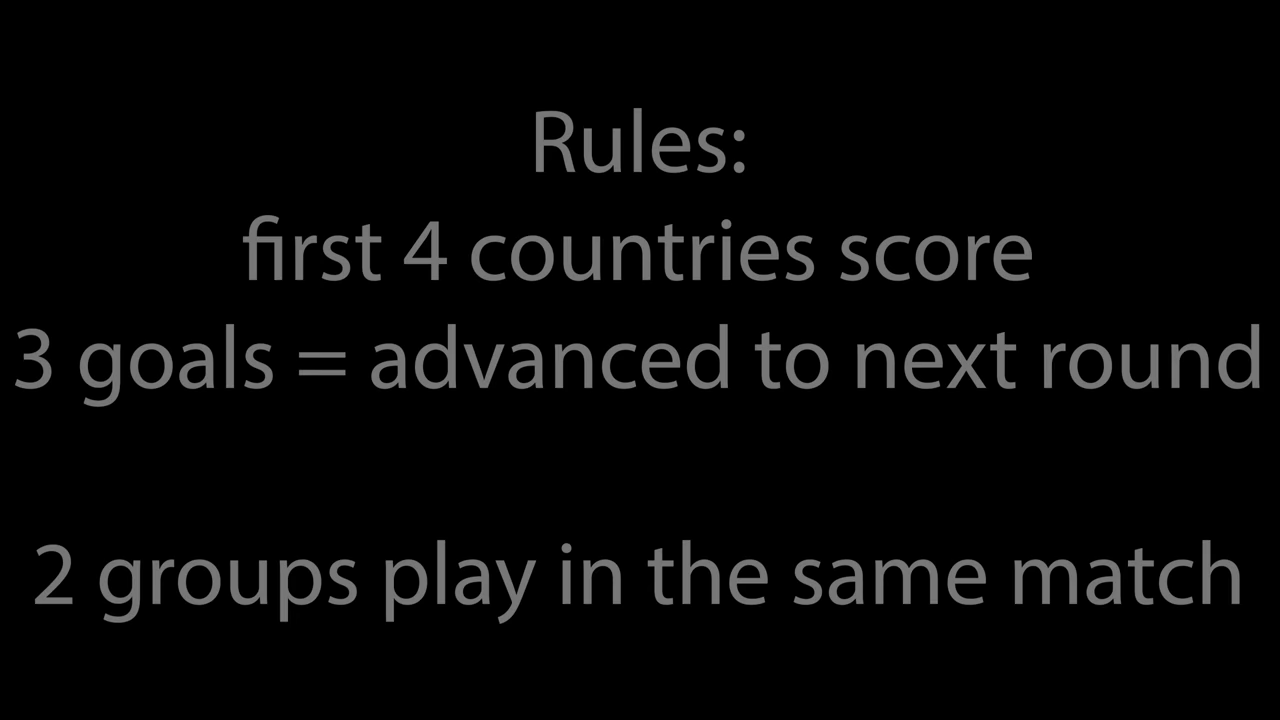 Rules:
first 4 countries score
3 goals = advanced to next round
2 groups play in the same match